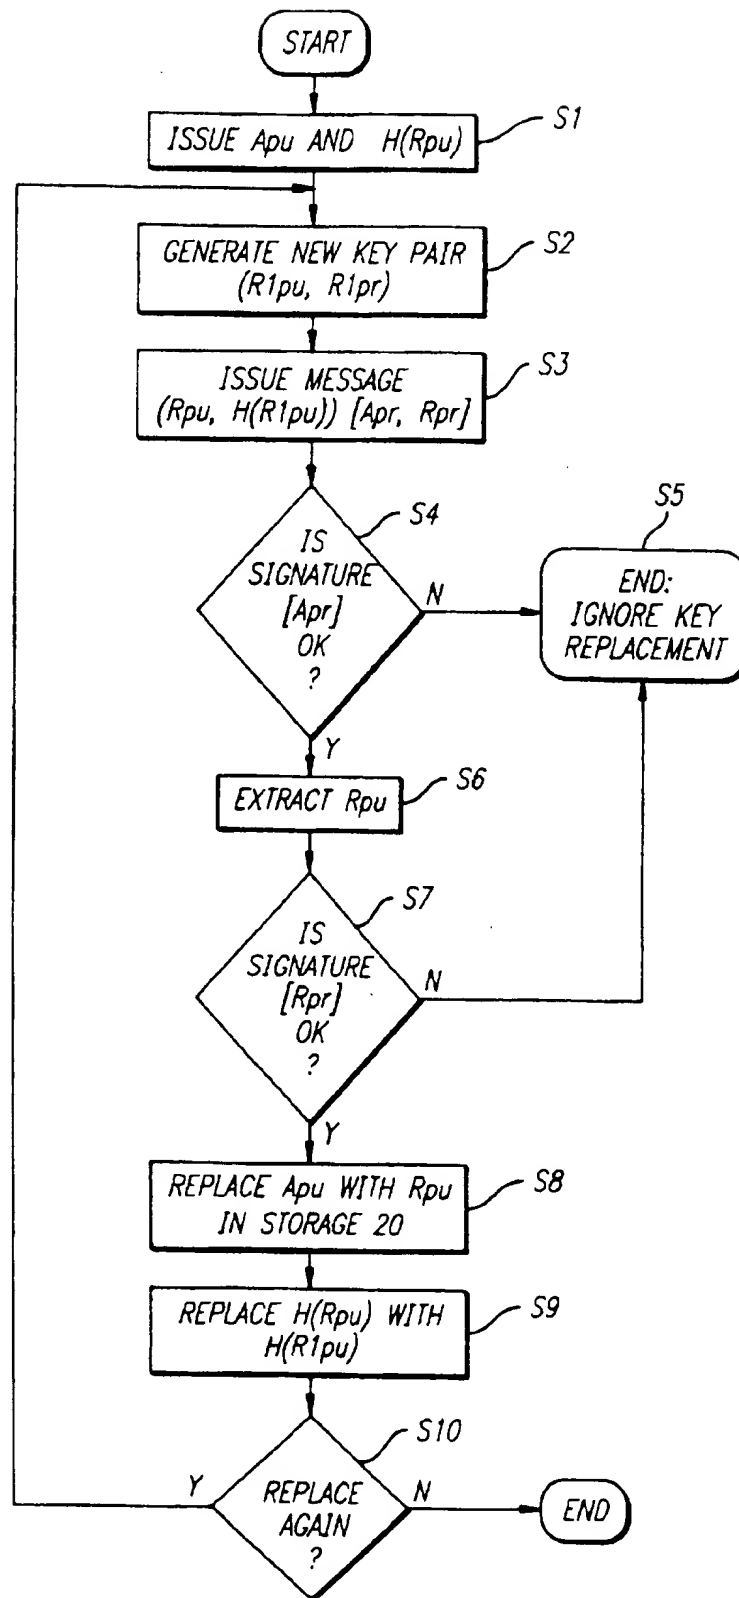 START
S1
ISSUE Apu AND H(Rpu)
S2
GENERATE NEW KEY PAIR
(R1pu, R1pr)
S3
ISSUE MESSAGE
(Rpu, H(R1pu)) [Apr, Rpr]
S4
IS
SIGNATURE
[Apr]
OK
?
N
Y
S5
END:
IGNORE KEY
REPLACEMENT
S6
EXTRACT Rpu
S7
IS
SIGNATURE
[Rpr]
OK
?
N
Y
S8
REPLACE Apu WITH Rpu
IN STORAGE 20
S9
REPLACE H(Rpu) WITH
H(R1pu)
S10
Y
REPLACE
AGAIN
?
N
END